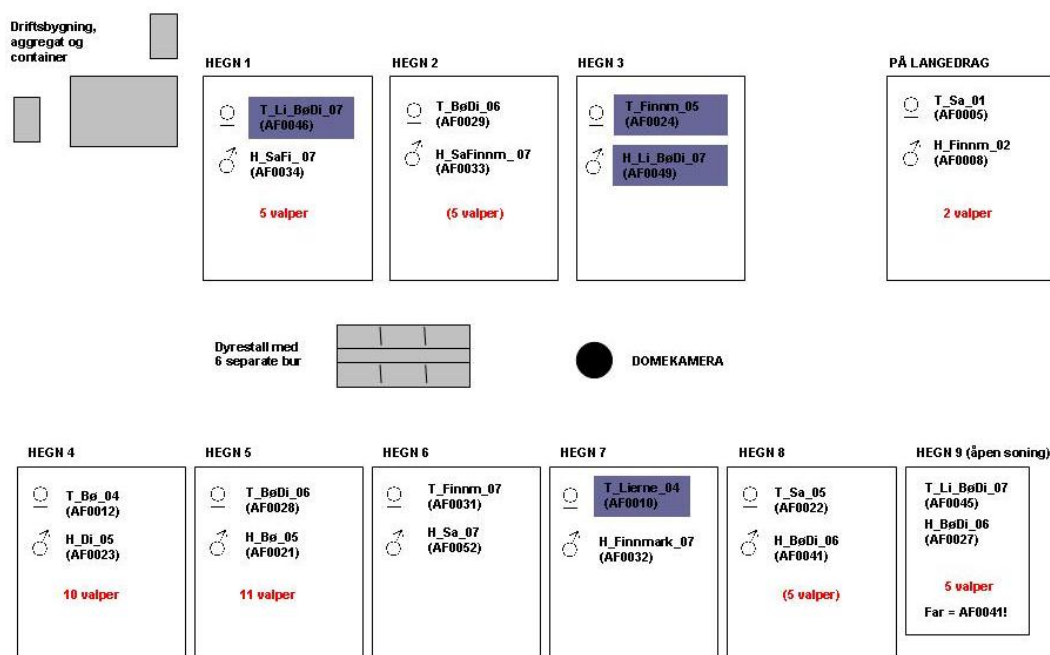 Driftsbygning,
aggregat og
container
HEGN 1
T_Li_BøDi_07
(AF0046)
H_SaFi_ 07
(AF0034)
5 valper
HEGN 2
T_BøDi_06
(AF0029)
H_SaFinnm_ 07
(AF0033)
(5 valper)
HEGN 3
T_Finnm_05
(AF0024)
H_Li_BøDi_07
(AF0049)
PÅ LANGEDRAG
T_Sa_01
(AF0005)
H_Finnm_02
(AF0008)
2 valper
Dyrestall med
6 separate bur
DOMEKAMERA
HEGN 4
T_Bø_04
(AF0012)
H_Di_05
(AF0023)
10 valper
HEGN 5
T_BøDi_06
(AF0028)
H_Bø_05
(AF0021)
11 valper
HEGN 6
T_Finnm_07
(AF0031)
H_Sa_07
(AF0052)
HEGN 7
T_Lierne_04
(AF0010)
H_Finnmark_07
(AF0032)
HEGN 8
T_Sa_05
(AF0022)
H_BøDi_06
(AF0041)
(5 valper)
HEGN 9 (åpen soning)
T_Li_BøDi_07
(AF0045)
H_BøDi_06
(AF0027)
5 valper
Far = AF0041!